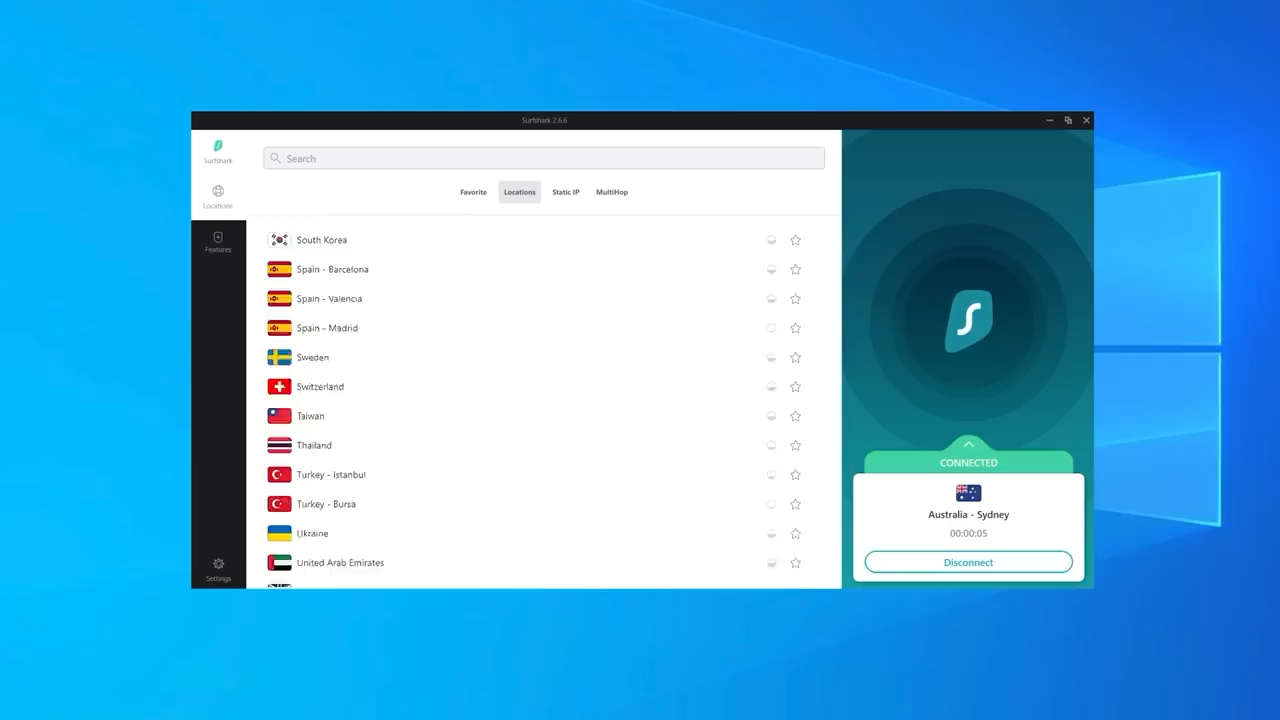 Surfshark 2.6.6
Surfshark
Locations
Features
Settings
Search
Favorite
Locations
Static IP
MultiHop
South Korea
Spain - Barcelona
Spain - Valencia
Spain - Madrid
Sweden
Switzerland
Taiwan
Thailand
Turkey - Istanbul
Turkey - Bursa
Ukraine
United Arab Emirates
S
CONNECTED
Australia - Sydney
00:00:05
Disconnect